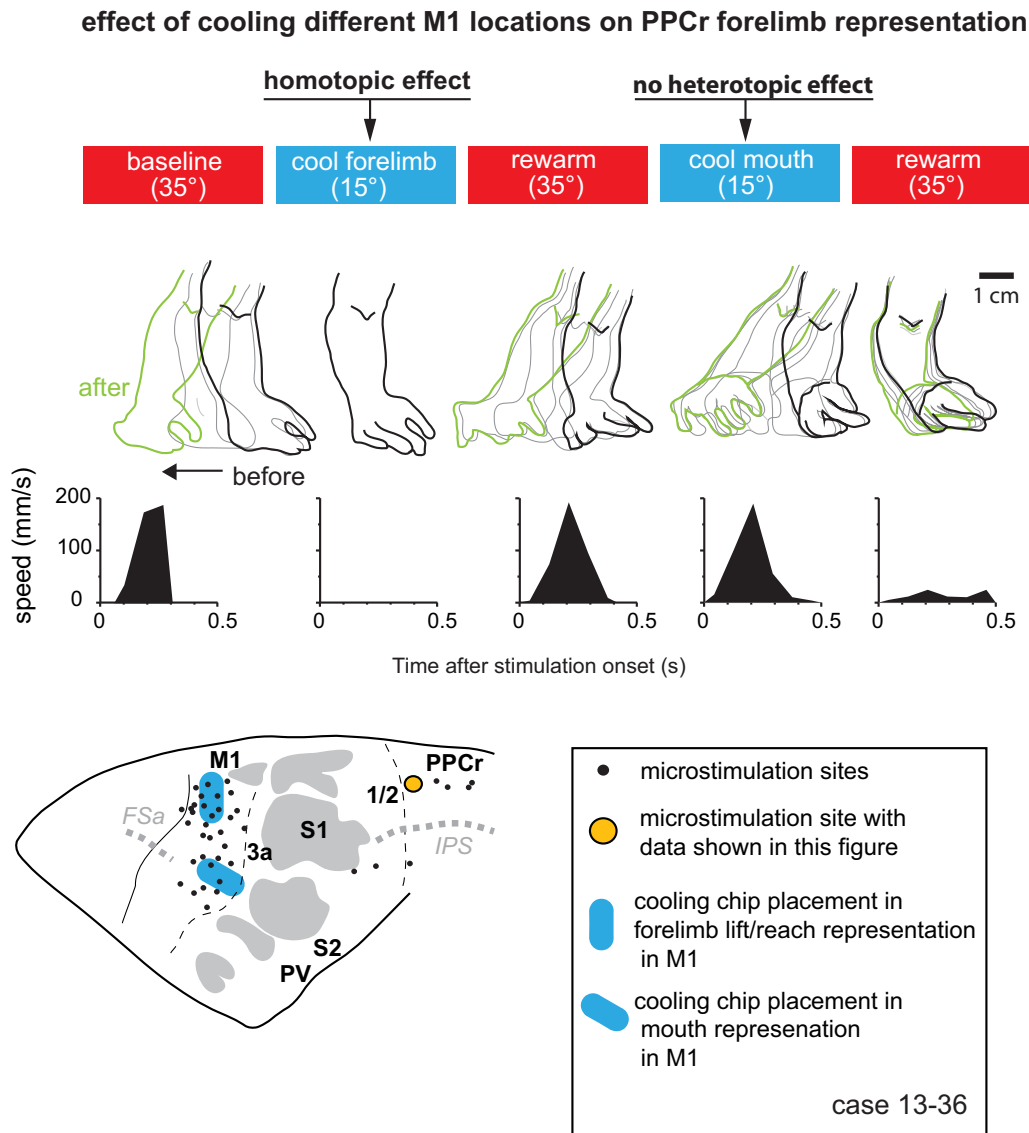 effect of cooling different M1 locations on PPCr forelimb representation
homotopic effect
no heterotopic effect
baseline
(35°)
cool forelimb
(15°)
rewarm
(35°)
cool mouth
(15°)
rewarm
(35°)
1 cm
after
before
speed (mm/s)
200
100
0
0
0.5
0
0.5
0
0.5
0
0.5
0
0.5
Time after stimulation onset (s)
M1
PPCr
1/2
FSa
S1
IPS
3a
S2
PV
microstimulation sites
microstimulation site with
data shown in this figure
cooling chip placement in
forelimb lift/reach representation
in M1
cooling chip placement in
mouth represenation
in M1
case 13-36